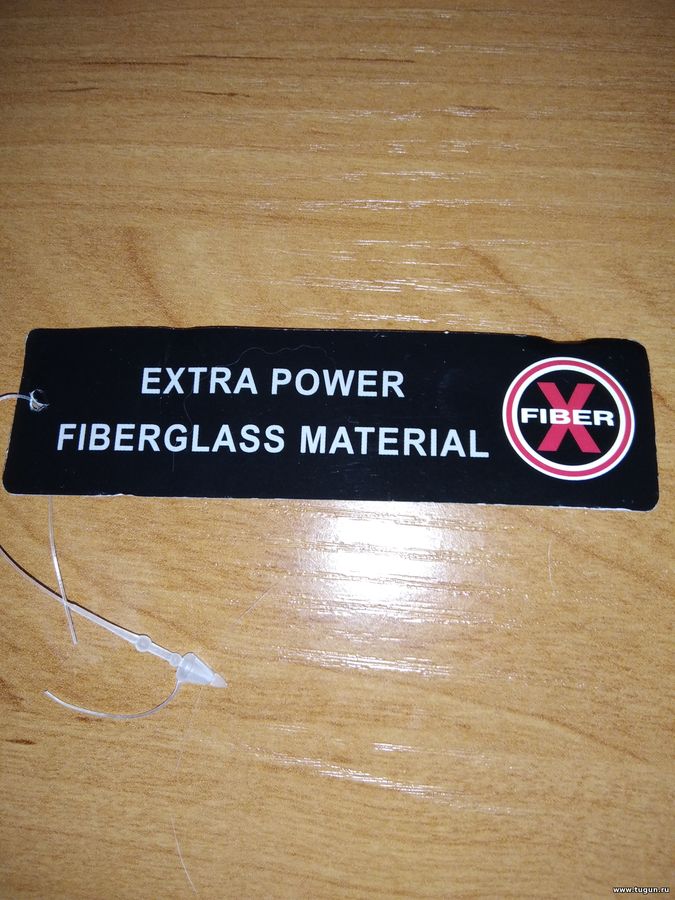 EXTRA POWER
FIBERGLASS MATERIAL
X
FIBER
www.tugun.ru